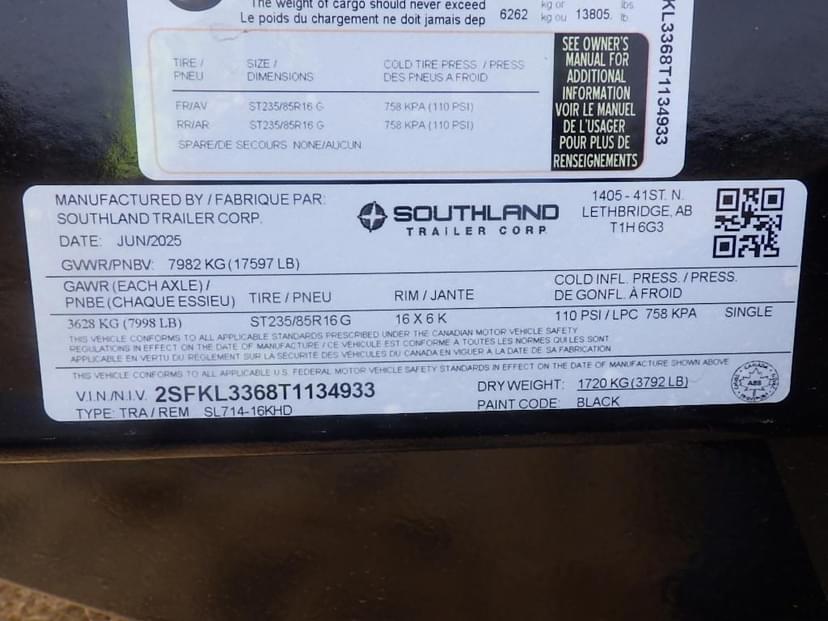 The weight of cargo should never exceed kg or lbs
Le poids du chargement ne doit jamais dep 6262 kg ou 13805. lb
TIRE / SIZE / COLD TIRE PRESS / PRESS
PNEU DIMENSIONS DES PNEUS A FROID
FR/AV ST235/85R16 G 758 KPA (110 PSI)
RR/AR ST235/85R16 G 758 KPA (110 PSI)
SPARE/DE SECOURS NONE/AUCUN
SEE OWNER'S
MANUAL FOR
ADDITIONAL
INFORMATION
VOIR LE MANUEL
DE L'USAGER
POUR PLUS DE
RENSEIGNEMENTS
KL3368T1134933
MANUFACTURED BY / FABRIQUE PAR:
SOUTHLAND TRAILER CORP.
DATE: JUN/2025
SOUTHLAND
TRAILER CORP.
1405 - 41 ST. N.
LETHBRIDGE, AB
T1H 6G3
GVWR/PNBV: 7982 KG (17597 LB)
GAWR (EACH AXLE) / COLD INFL. PRESS. / PRESS.
PNBE (CHAQUE ESSIEU) TIRE / PNEU RIM / JANTE DE GONFL. À FROID
3628 KG (7998 LB) ST235/85R16 G 16 X 6 K 110 PSI / LPC 758 KPA SINGLE
THIS VEHICLE CONFORMS TO ALL APPLICABLE STANDARDS PRESCRIBED UNDER THE CANADIAN MOTOR VEHICLE SAFETY
REGULATIONS IN EFFECT ON THE DATE OF MANUFACTURE / CE VÉHICULE EST CONFORME À TOUTES LES NORMES QUI LES SONT
APPLICABLE EN VERTU DU RÈGLEMENT SUR LA SÉCURITÉ DES VÉHICULES DU CANADA EN VIGUER A LA DATE DE SA FABRICATION
THIS VEHICLE CONFORMS TO ALL APPLICABLE U.S. FEDERAL MOTOR VEHICLE SAFETY STANDARDS IN EFFECT ON THE DATE OF MANUFACTURE SHOWN ABOVE
V.I.N./N.I.V. 2SFKL3368T1134933 DRY WEIGHT: 1720 KG (3792 LB)
TYPE: TRA / REM SL714-16KHD PAINT CODE: BLACK
CANADA